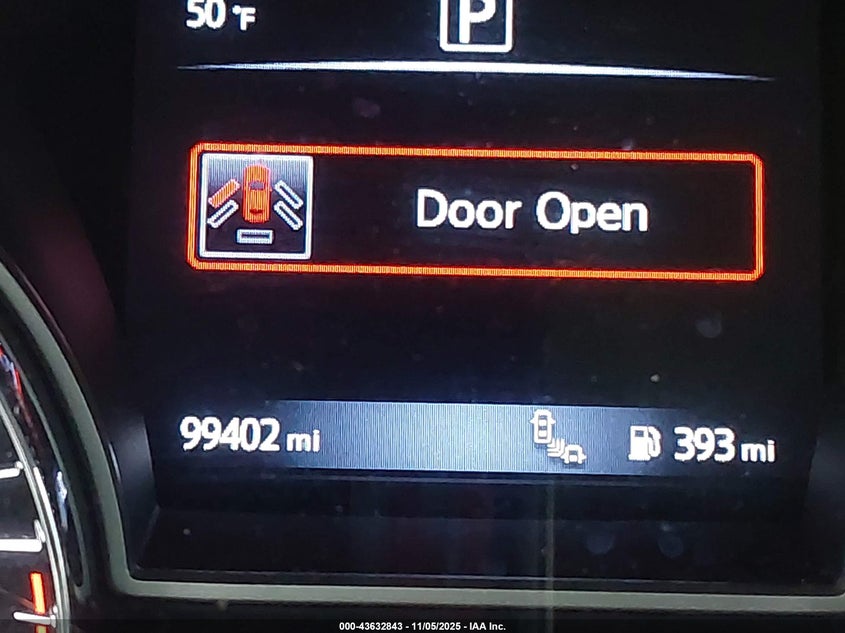 50 °F
P
Door Open
99402 mi
393 mi
000-43632843 - 11/05/2025 - IAA Inc.